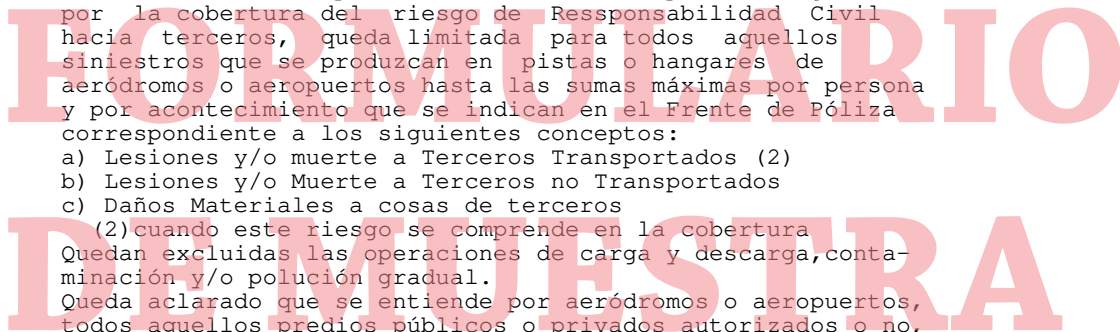 por la cobertura del riesgo de Ressponsabilidad Civil
hacia terceros, queda limitada para todos aquellos
siniestros que se produzcan en pistas o hangares de
aeródromos o aeropuertos hasta las sumas máximas por persona
y por acontecimiento que se indican en el Frente de Póliza
correspondiente a los siguientes conceptos:
a) Lesiones y/o muerte a Terceros Transportados (2)
b) Lesiones y/o Muerte a Terceros no Transportados
c) Daños Materiales a cosas de terceros
(2)cuando este riesgo se comprende en la cobertura
Quedan excluidas las operaciones de carga y descarga,conta-
minación y/o polución gradual.
Queda aclarado que se entiende por aeródromos o aeropuertos,
todos aquellos predios públicos o privados autorizados o no,
FORMULARIO
DE MUESTRA